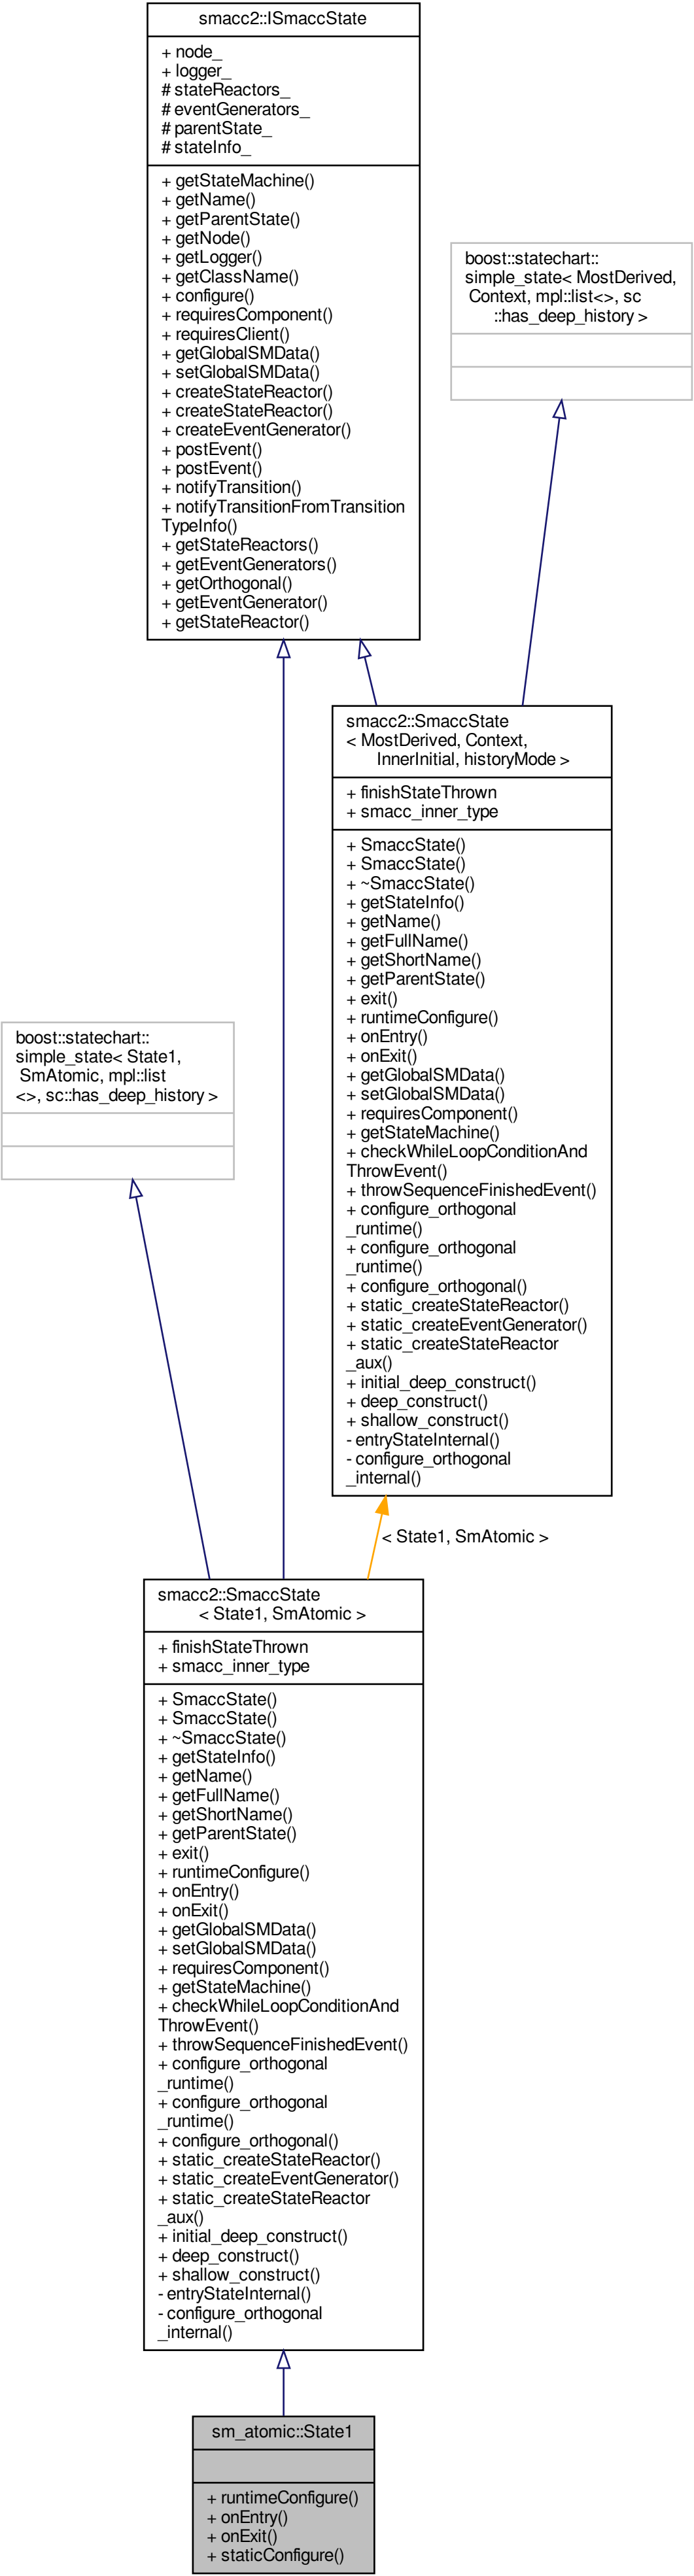 smacc2::ISmaccState
+ node_
+ logger_
# stateReactors_
# eventGenerators_
# parentState_
# stateInfo_
+ getStateMachine()
+ getName()
+ getParentState()
+ getNode()
+ getLogger()
+ getClassName()
+ configure()
+ requiresComponent()
+ requiresClient()
+ getGlobalSMData()
+ setGlobalSMData()
+ createStateReactor()
+ createStateReactor()
+ createEventGenerator()
+ postEvent()
+ postEvent()
+ notifyTransition()
+ notifyTransitionFromTransition
TypeInfo()
+ getStateReactors()
+ getEventGenerators()
+ getOrthogonal()
+ getEventGenerator()
+ getStateReactor()
boost::statechart::
simple_state< MostDerived,
Context, mpl::list<>, sc
::has_deep_history >
smacc2::SmaccState
< MostDerived, Context,
InnerInitial, historyMode >
+ finishStateThrown
+ smacc_inner_type
+ SmaccState()
+ SmaccState()
+ ~SmaccState()
+ getStateInfo()
+ getName()
+ getFullName()
+ getShortName()
+ getParentState()
+ exit()
+ runtimeConfigure()
+ onEntry()
+ onExit()
+ getGlobalSMData()
+ setGlobalSMData()
+ requiresComponent()
+ getStateMachine()
+ checkWhileLoopConditionAnd
ThrowEvent()
+ throwSequenceFinishedEvent()
+ configure_orthogonal
_runtime()
+ configure_orthogonal
_runtime()
+ configure_orthogonal()
+ static_createStateReactor()
+ static_createEventGenerator()
+ static_createStateReactor
_aux()
+ initial_deep_construct()
+ deep_construct()
+ shallow_construct()
- entryStateInternal()
- configure_orthogonal
_internal()
boost::statechart::
simple_state< State1,
SmAtomic, mpl::list
<>, sc::has_deep_history >
< State1, SmAtomic >
smacc2::SmaccState
< State1, SmAtomic >
+ finishStateThrown
+ smacc_inner_type
+ SmaccState()
+ SmaccState()
+ ~SmaccState()
+ getStateInfo()
+ getName()
+ getFullName()
+ getShortName()
+ getParentState()
+ exit()
+ runtimeConfigure()
+ onEntry()
+ onExit()
+ getGlobalSMData()
+ setGlobalSMData()
+ requiresComponent()
+ getStateMachine()
+ checkWhileLoopConditionAnd
ThrowEvent()
+ throwSequenceFinishedEvent()
+ configure_orthogonal
_runtime()
+ configure_orthogonal
_runtime()
+ configure_orthogonal()
+ static_createStateReactor()
+ static_createEventGenerator()
+ static_createStateReactor
_aux()
+ initial_deep_construct()
+ deep_construct()
+ shallow_construct()
- entryStateInternal()
- configure_orthogonal
_internal()
sm_atomic::State1
+ runtimeConfigure()
+ onEntry()
+ onExit()
+ staticConfigure()